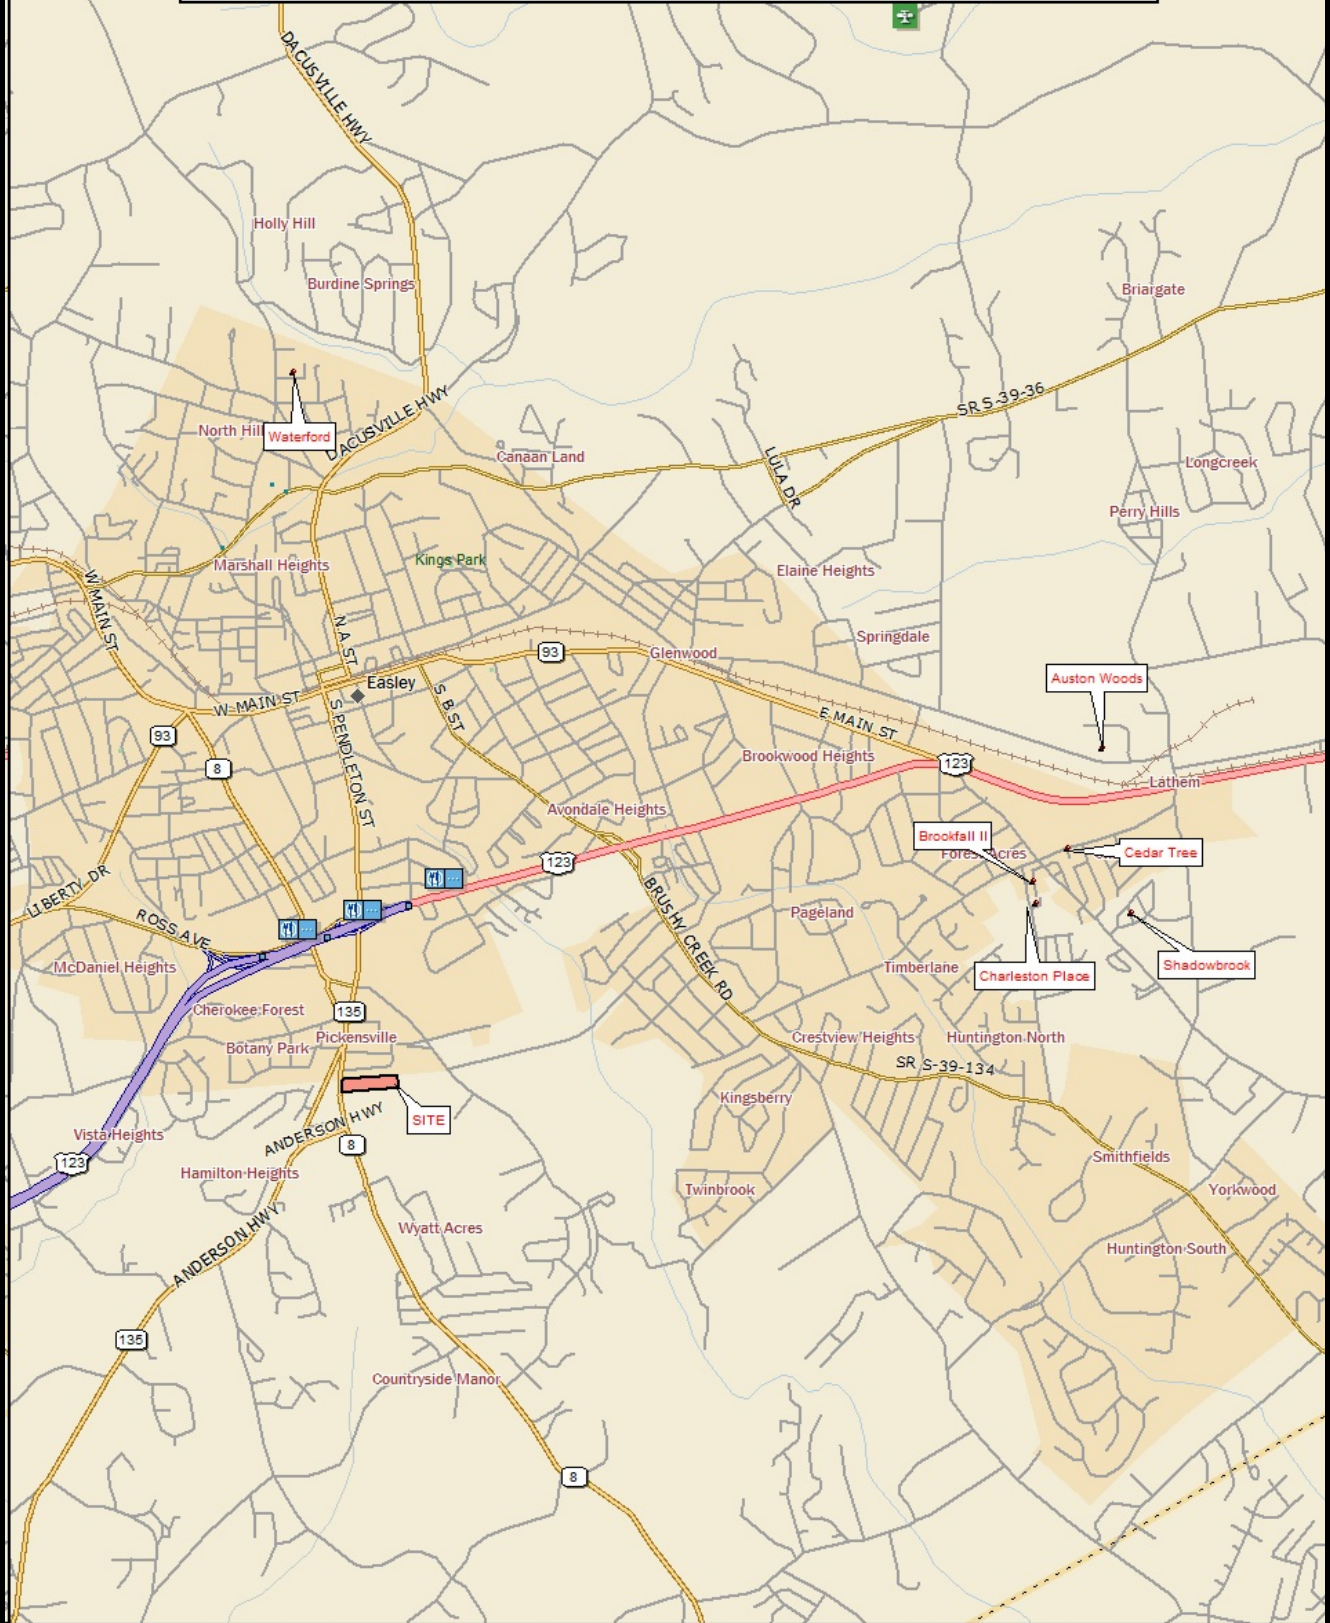 DACUSVILLE HWY
Holly Hill
Burdine Springs
Briargate
SR S-39-36
DACUSVILLE HWY
North Hill
Waterford
Canaan Land
LULA DR
Longcreek
Perry Hills
Kings Park
Marshall Heights
Elaine Heights
W MAIN ST
N A ST
Springdale
93
Glenwood
Auston Woods
Easley
W MAIN ST
S B ST
S PENDLETON ST
E MAIN ST
93
8
Brookwood Heights
123
Lathem
Avondale Heights
Brookfall II
Forest Acres
Cedar Tree
123
LIBERTY DR
ROSS AVE
BRUSHY CREEK RD
Pageland
McDaniel Heights
Timberlane
Charleston Place
Shadowbrook
Cherokee Forest
135
Pickensville
Botany Park
Crestview Heights
Huntington North
SR S-39-134
Kingsberry
SITE
ANDERSON HWY
Vista Heights
8
123
Hamilton Heights
Smithfields
Twinbrook
Yorkwood
Wyatt Acres
ANDERSON HWY
Huntington South
135
Countryside Manor
8